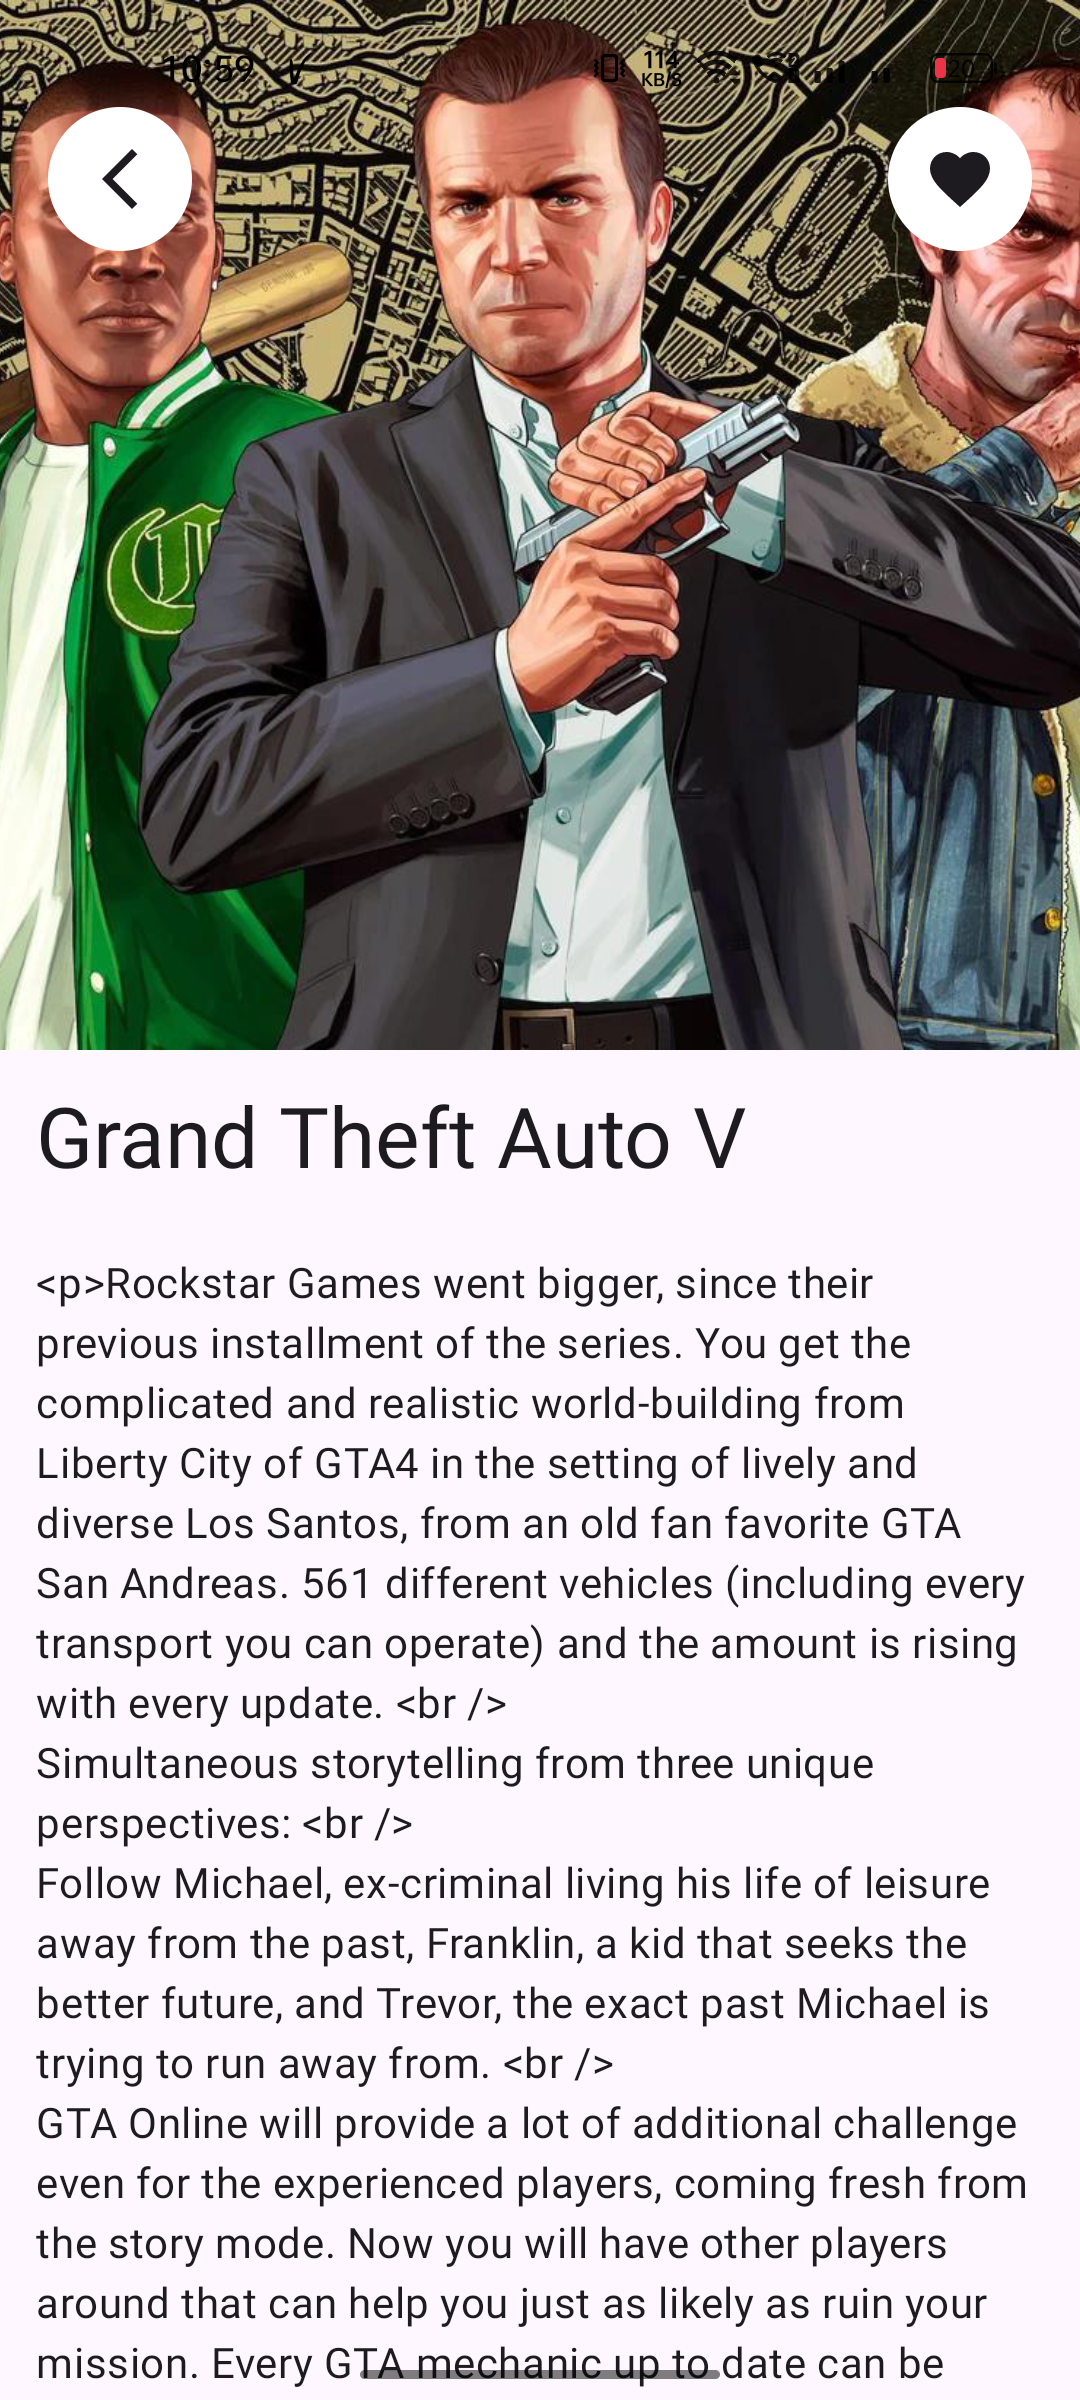 10:59
114
KB/S
20
Grand Theft Auto V
<p>Rockstar Games went bigger, since their
previous installment of the series. You get the
complicated and realistic world-building from
Liberty City of GTA4 in the setting of lively and
diverse Los Santos, from an old fan favorite GTA
San Andreas. 561 different vehicles (including every
transport you can operate) and the amount is rising
with every update. <br />
Simultaneous storytelling from three unique
perspectives: <br />
Follow Michael, ex-criminal living his life of leisure
away from the past, Franklin, a kid that seeks the
better future, and Trevor, the exact past Michael is
trying to run away from. <br />
GTA Online will provide a lot of additional challenge
even for the experienced players, coming fresh from
the story mode. Now you will have other players
around that can help you just as likely as ruin your
mission. Every GTA mechanic up to date can be